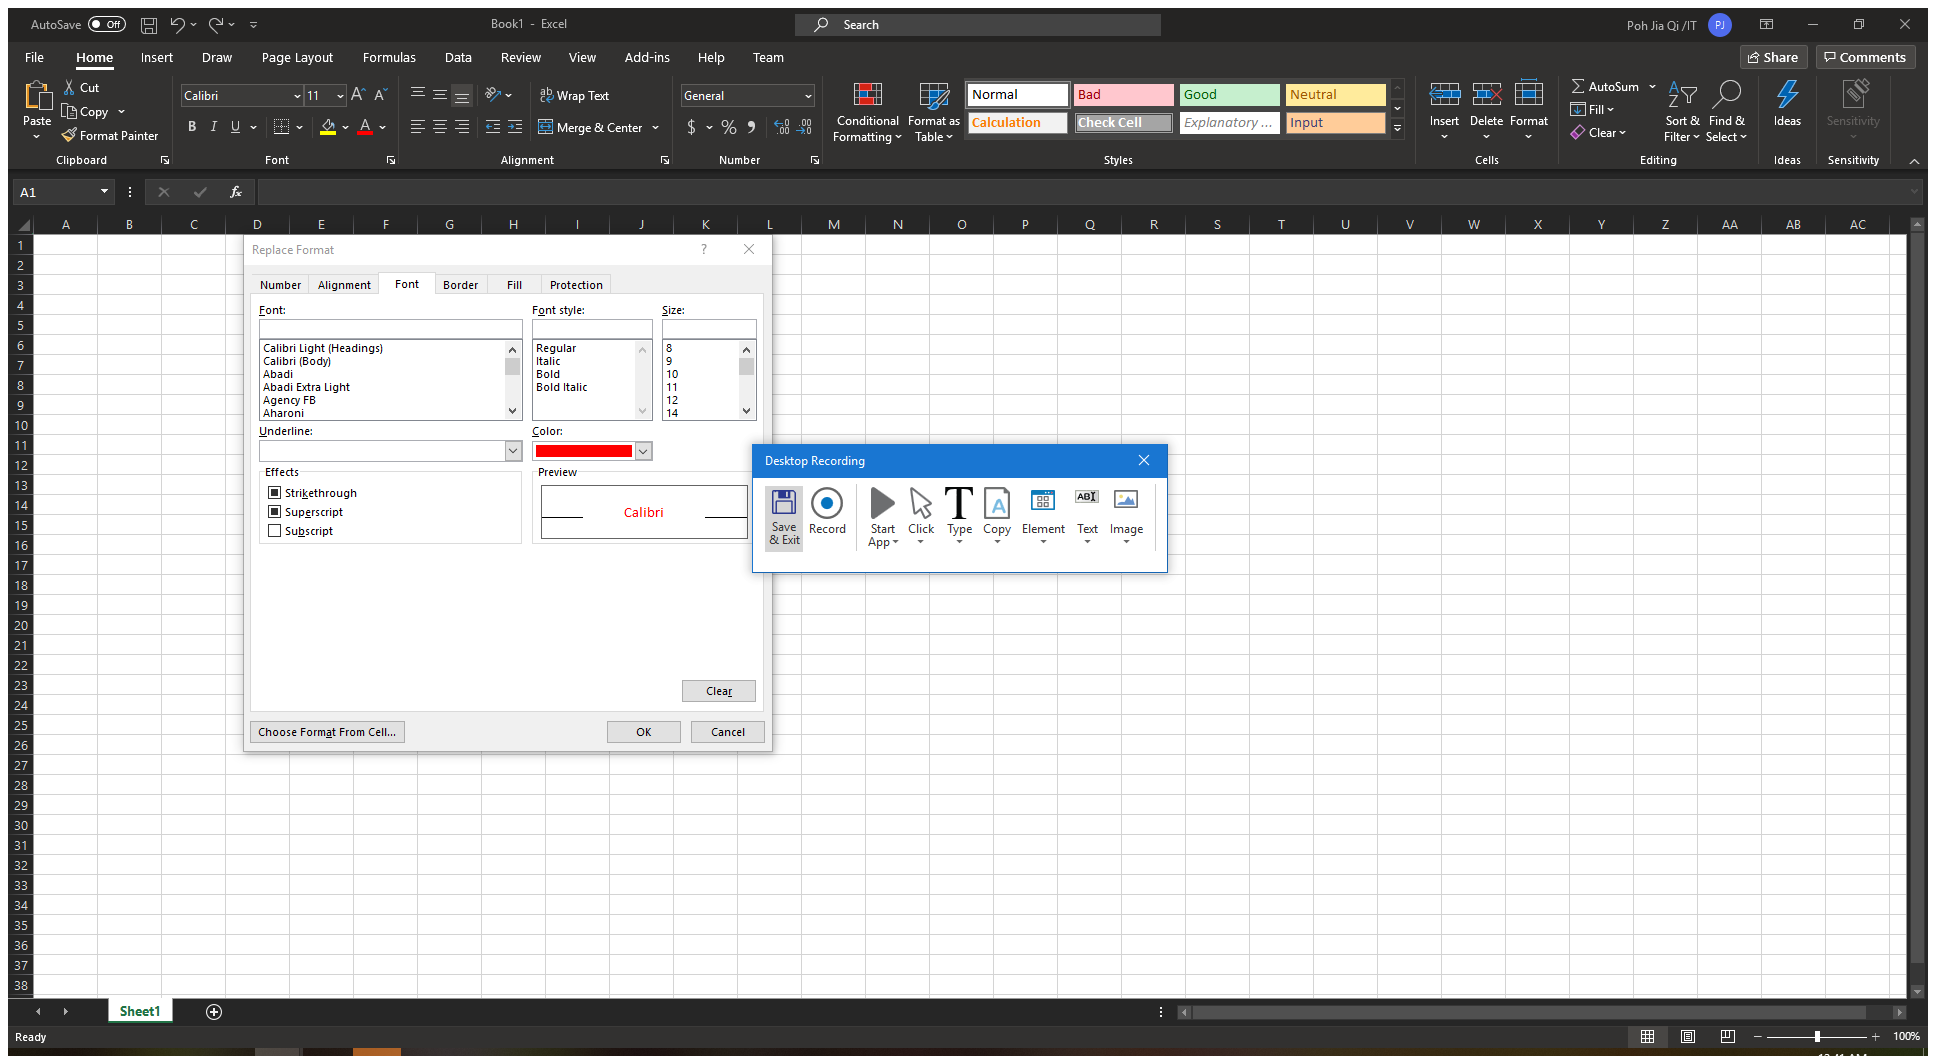 AutoSave Off Book1 - Excel Search Poh Jia Qi /IT PJ
File Home Insert Draw Page Layout Formulas Data Review View Add-ins Help Team Share Comments
Paste
Cut
Copy
Format Painter
Clipboard
Calibri 11 A A
B I U A
Font
Wrap Text
Merge & Center
Alignment
General
$ %
Number
Conditional Formatting
Format as Table
Normal Bad Good Neutral
Calculation Check Cell Explanatory ... Input
Styles
Insert Delete Format
Cells
AutoSum
Fill
Clear
Sort & Filter
Find & Select
Editing
Ideas
Ideas
Sensitivity
Sensitivity
A1 fx
A B C D E F G H I J K L M N O P Q R S T U V W X Y Z AA AB AC
1
2
3
4
5
6
7
8
9
10
11
12
13
14
15
16
17
18
19
20
21
22
23
24
25
26
27
28
29
30
31
32
33
34
35
36
37
38
Replace Format ?
Number Alignment Font Border Fill Protection
Font: Font style: Size:
Calibri Light (Headings) Regular 8
Calibri (Body) Italic 9
Abadi Bold 10
Abadi Extra Light Bold Italic 11
Agency FB 12
Aharoni 14
Underline: Color:
Effects Preview
Strikethrough
Superscript Calibri
Subscript
Clear
Choose Format From Cell... OK Cancel
Desktop Recording
Save & Exit
Record
Start App
Click
Type
Copy
Element
Text
Image
Sheet1
Ready 100%